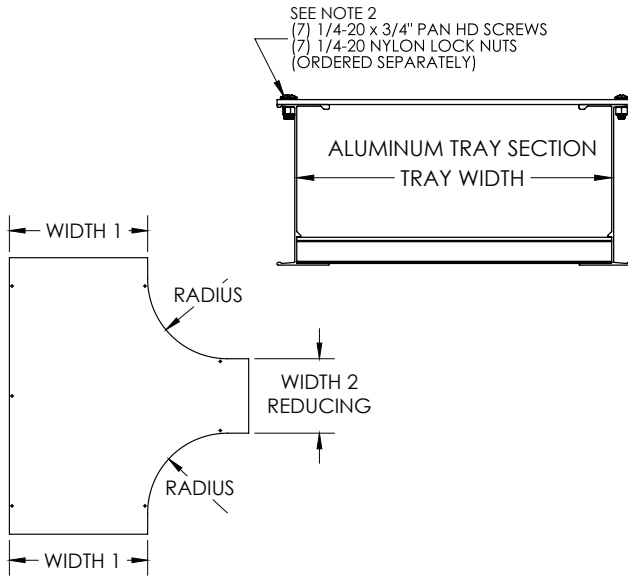 SEE NOTE 2
(7) 1/4-20 x 3/4" PAN HD SCREWS
(7) 1/4-20 NYLON LOCK NUTS
(ORDERED SEPARATELY)
ALUMINUM TRAY SECTION
TRAY WIDTH
WIDTH 1
RADIUS
WIDTH 2
REDUCING
RADIUS
WIDTH 1